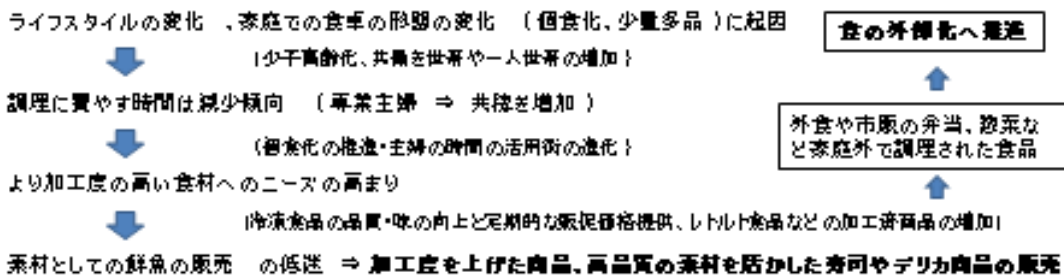 ライフスタイルの変化 、家庭での食卓の形態の変化 （個食化、少量多品）に起因
(少子高齢化、共働き世帯や一人世帯の増加)
調理に費やす時間は減少傾向 （専業主婦 ⇒ 共稼ぎ増加）
(個食化の推進・主婦の時間の活用術の進化)
より加工度の高い食材へのニーズの高まり
(冷凍食品の品質・味の向上と定期的な販促価格提供、レトルト食品などの加工済商品の増加)
素材としての鮮魚の販売 の低迷 ⇒ 加工度を上げた商品、高品質の素材を活かした寿司やデリカ商品の販売
食の外部化へ推進
外食や市販の弁当、惣菜な
ど家庭外で調理された食品